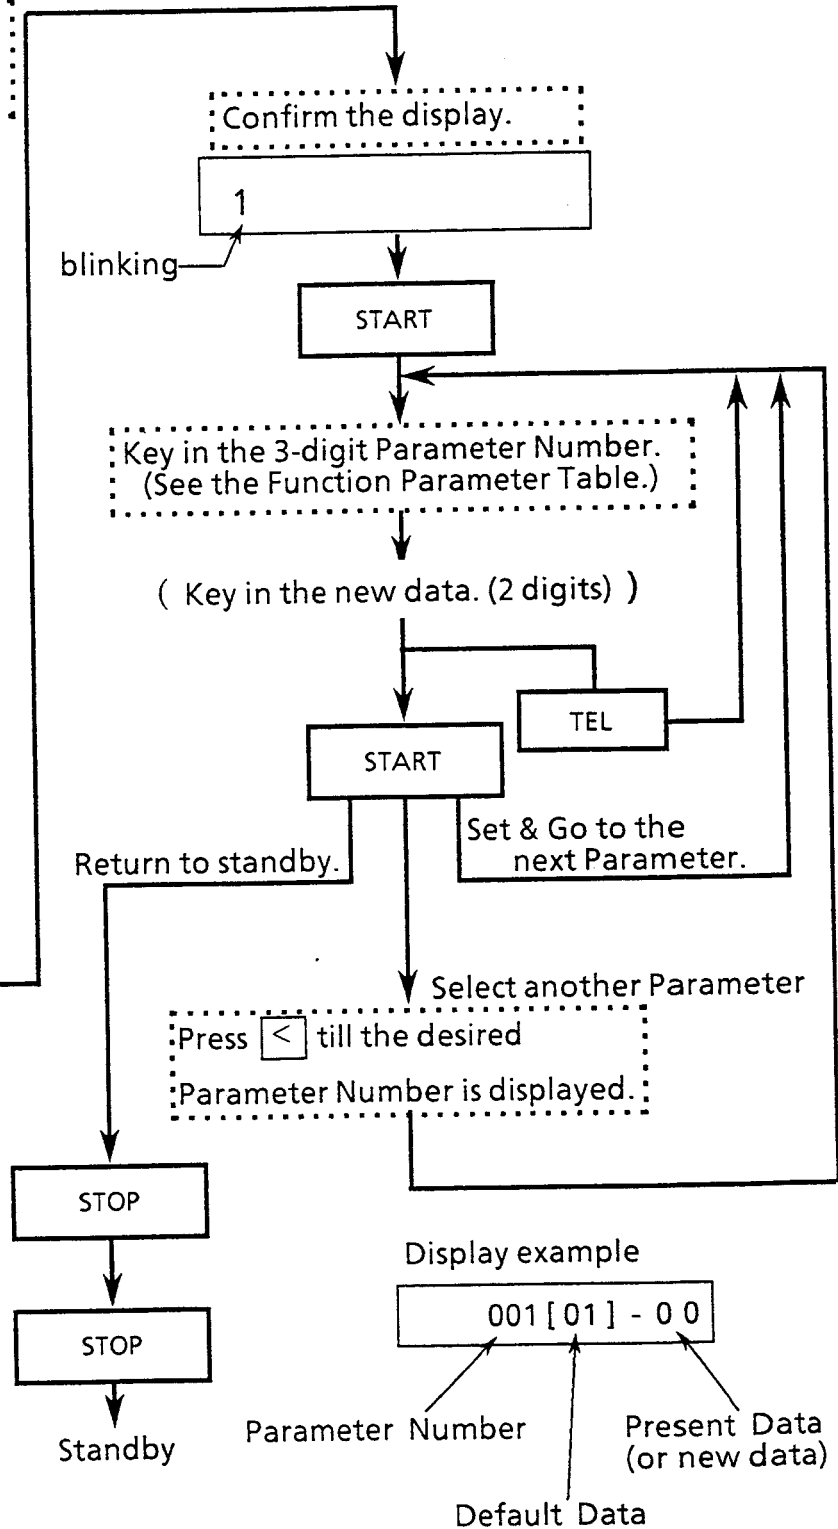 Confirm the display.
1
blinking
START
Key in the 3-digit Parameter Number.
(See the Function Parameter Table.)
( Key in the new data. (2 digits) )
TEL
START
Set & Go to the
next Parameter.
Return to standby.
Select another Parameter
Press < till the desired
Parameter Number is displayed.
STOP
Display example
001 [ 01 ] - 0 0
STOP
Parameter Number
Present Data
(or new data)
Standby
Default Data